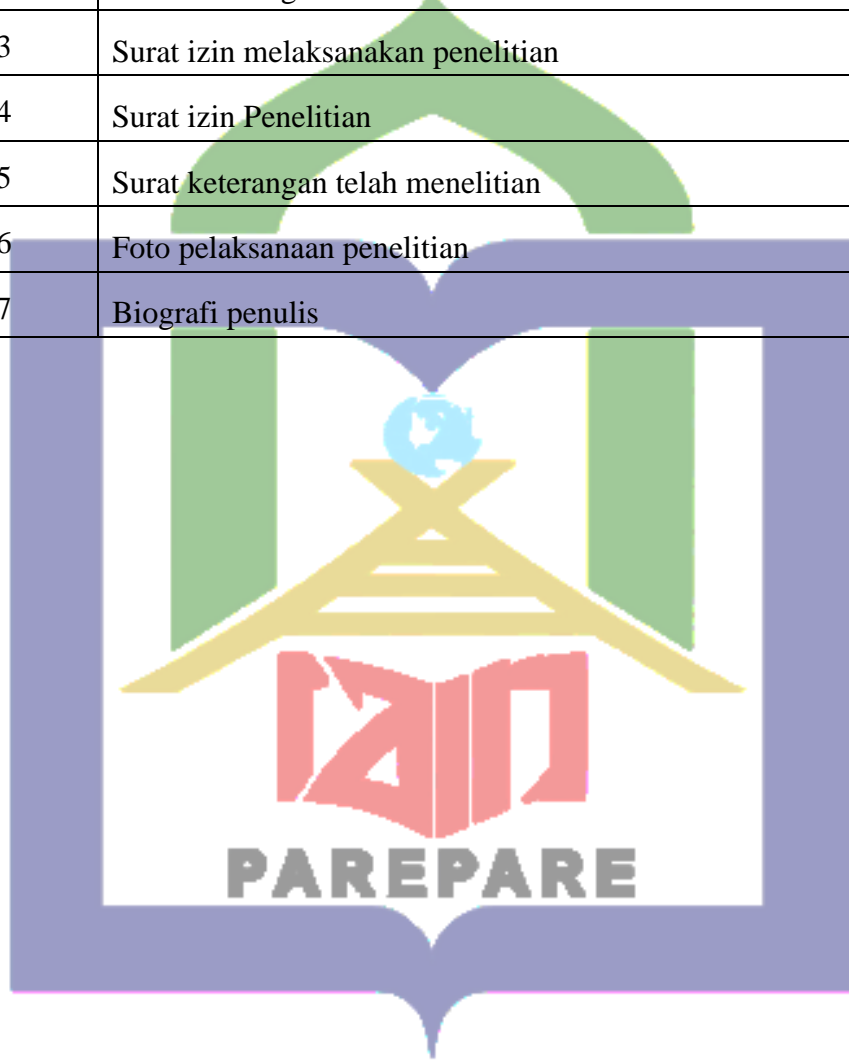 3 Surat izin melaksanakan penelitian
4 Surat izin Penelitian
5 Surat keterangan telah menelitian
6 Foto pelaksanaan penelitian
7 Biografi penulis
iain
PAREPARE